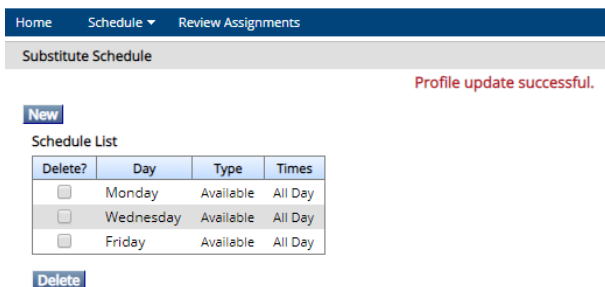 Home Schedule ▾ Review Assignments
Substitute Schedule
Profile update successful.
New
Schedule List
Delete? Day Type Times
Monday Available All Day
Wednesday Available All Day
Friday Available All Day
Delete